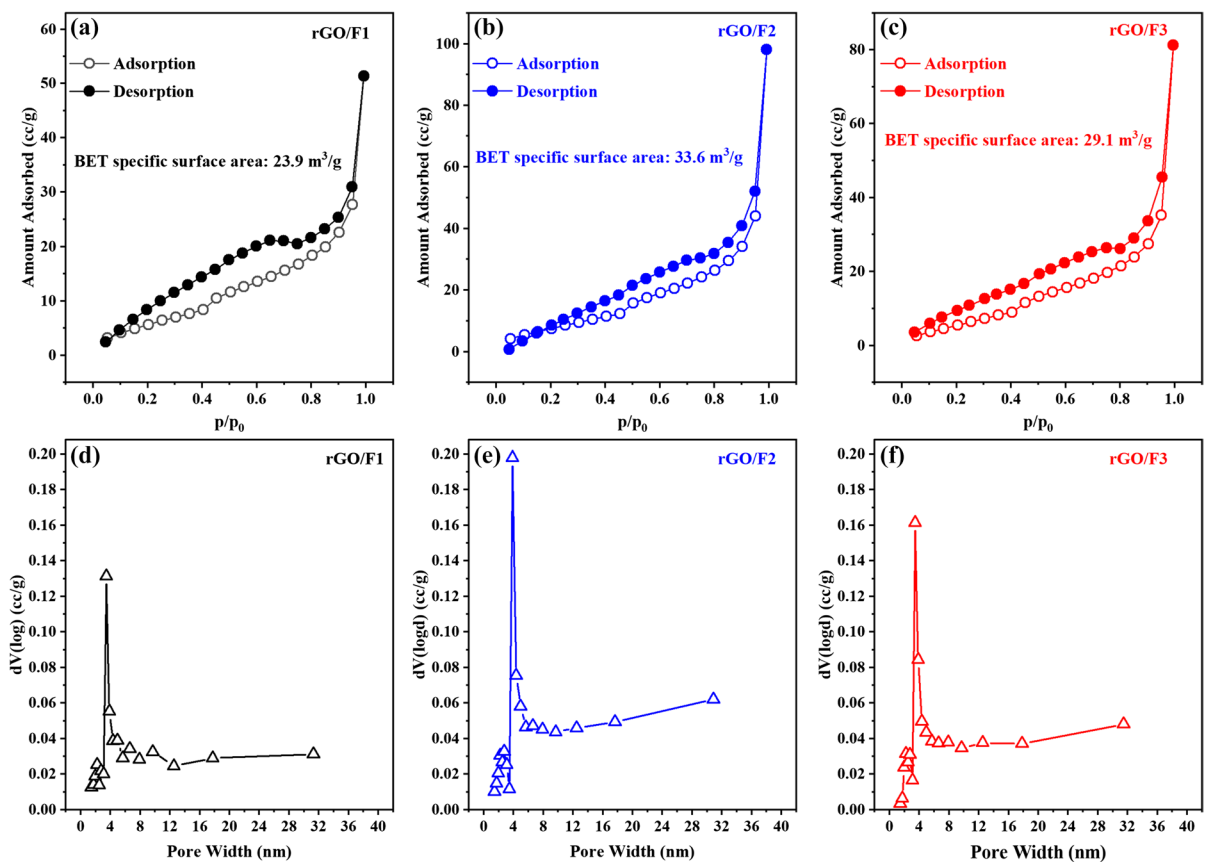 (a)
rGO/F1
Adsorption
Desorption
BET specific surface area: 23.9 m³/g
Amount Adsorbed (cc/g)
60
50
40
30
20
10
0
0.0 0.2 0.4 0.6 0.8 1.0
p/p₀
(b)
rGO/F2
Adsorption
Desorption
BET specific surface area: 33.6 m³/g
Amount Adsorbed (cc/g)
100
80
60
40
20
0
0.0 0.2 0.4 0.6 0.8 1.0
p/p₀
(c)
rGO/F3
Adsorption
Desorption
BET specific surface area: 29.1 m³/g
Amount Adsorbed (cc/g)
80
60
40
20
0
0.0 0.2 0.4 0.6 0.8 1.0
p/p₀
(d)
rGO/F1
dV(log) (cc/g)
0.20
0.18
0.16
0.14
0.12
0.10
0.08
0.06
0.04
0.02
0.00
0 4 8 12 16 20 24 28 32 36 40
Pore Width (nm)
(e)
rGO/F2
dV(logd) (cc/g)
0.20
0.18
0.16
0.14
0.12
0.10
0.08
0.06
0.04
0.02
0.00
0 4 8 12 16 20 24 28 32 36 40
Pore Width (nm)
(f)
rGO/F3
dV(logd) (cc/g)
0.20
0.18
0.16
0.14
0.12
0.10
0.08
0.06
0.04
0.02
0.00
0 4 8 12 16 20 24 28 32 36 40
Pore Width (nm)